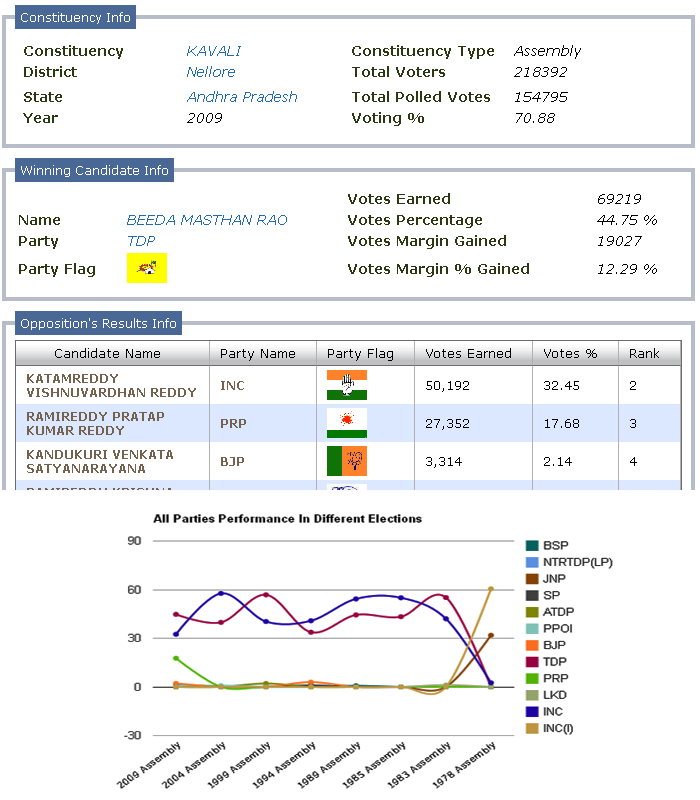 Constituency Info
Constituency KAVALI Constituency Type Assembly
District Nellore Total Voters 218392
State Andhra Pradesh Total Polled Votes 154795
Year 2009 Voting % 70.88
Winning Candidate Info
Votes Earned 69219
Name BEEDA MASTHAN RAO Votes Percentage 44.75 %
Party TDP Votes Margin Gained 19027
Party Flag Votes Margin % Gained 12.29 %
Opposition's Results Info
Candidate Name Party Name Party Flag Votes Earned Votes % Rank
KATAMREDDY
VISHNUVARDHAN REDDY INC 50,192 32.45 2
RAMIREDDY PRATAP
KUMAR REDDY PRP 27,352 17.68 3
KANDUKURI VENKATA
SATYANARAYANA BJP 3,314 2.14 4
All Parties Performance In Different Elections
90
60
30
0
-30
2009 Assembly
2004 Assembly
1999 Assembly
1994 Assembly
1989 Assembly
1985 Assembly
1983 Assembly
1978 Assembly
BSP
NTRTDP(LP)
JNP
SP
ATDP
PPOI
BJP
TDP
PRP
LKD
INC
INC(I)